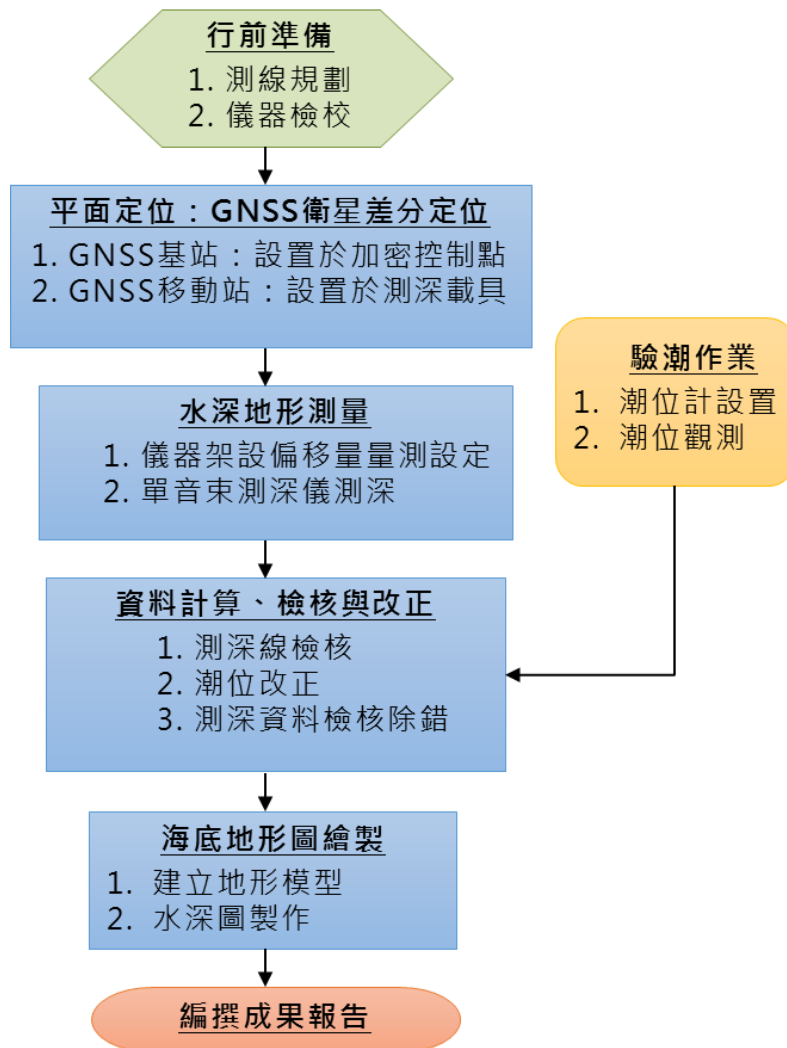 行前準備
1. 測線規劃
2. 儀器檢校
平面定位：GNSS衛星差分定位
1. GNSS基站：設置於加密控制點
2. GNSS移動站：設置於測深載具
驗潮作業
1. 潮位計設置
2. 潮位觀測
水深地形測量
1. 儀器架設偏移量量測設定
2. 單音束測深儀測深
資料計算、檢核與改正
1. 測深線檢核
2. 潮位改正
3. 測深資料檢核除錯
海底地形圖繪製
1. 建立地形模型
2. 水深圖製作
編撰成果報告